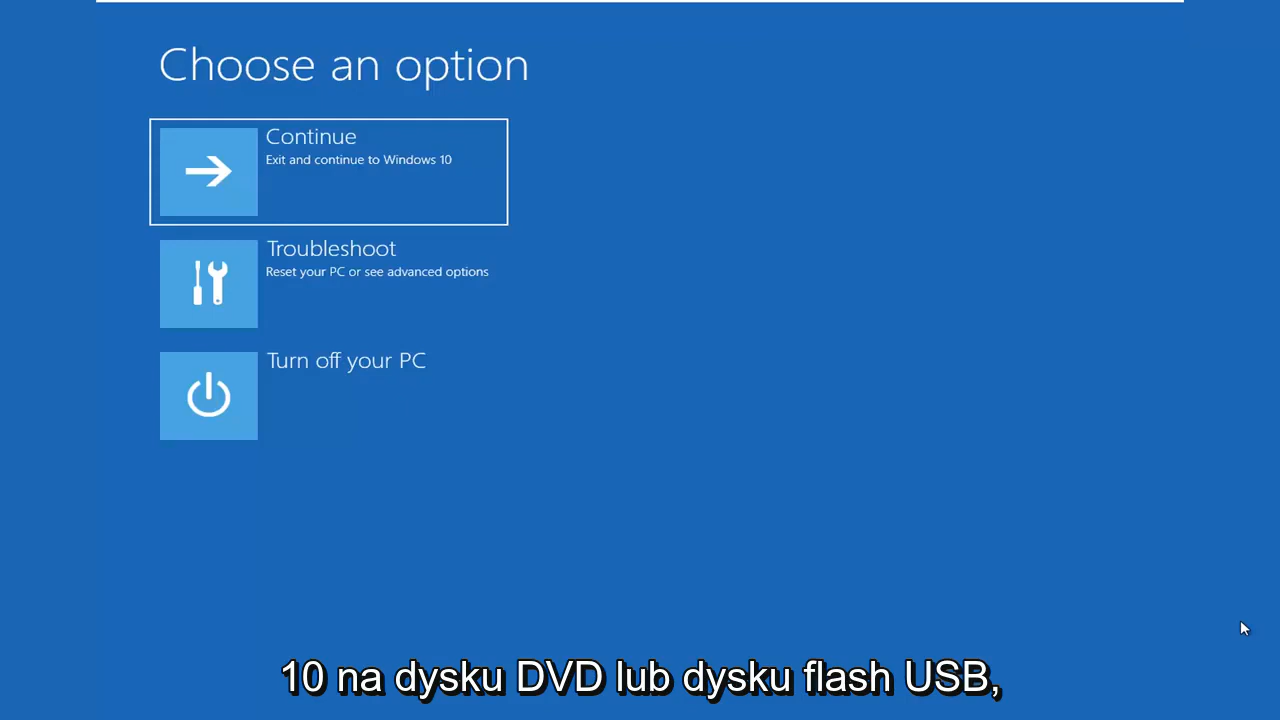 Choose an option
Continue
Exit and continue to Windows 10
Troubleshoot
Reset your PC or see advanced options
Turn off your PC
10 na dysku DVD lub dysku flash USB,